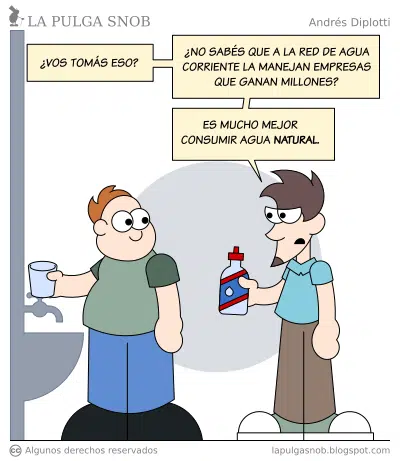 LA PULGA SNOB
Andrés Diplotti
¿VOS TOMÁS ESO?
¿NO SABÉS QUE A LA RED DE AGUA
CORRIENTE LA MANEJAN EMPRESAS
QUE GANAN MILLONES?
ES MUCHO MEJOR
CONSUMIR AGUA NATURAL.
cc Algunos derechos reservados
lapulgasnob.blogspot.com